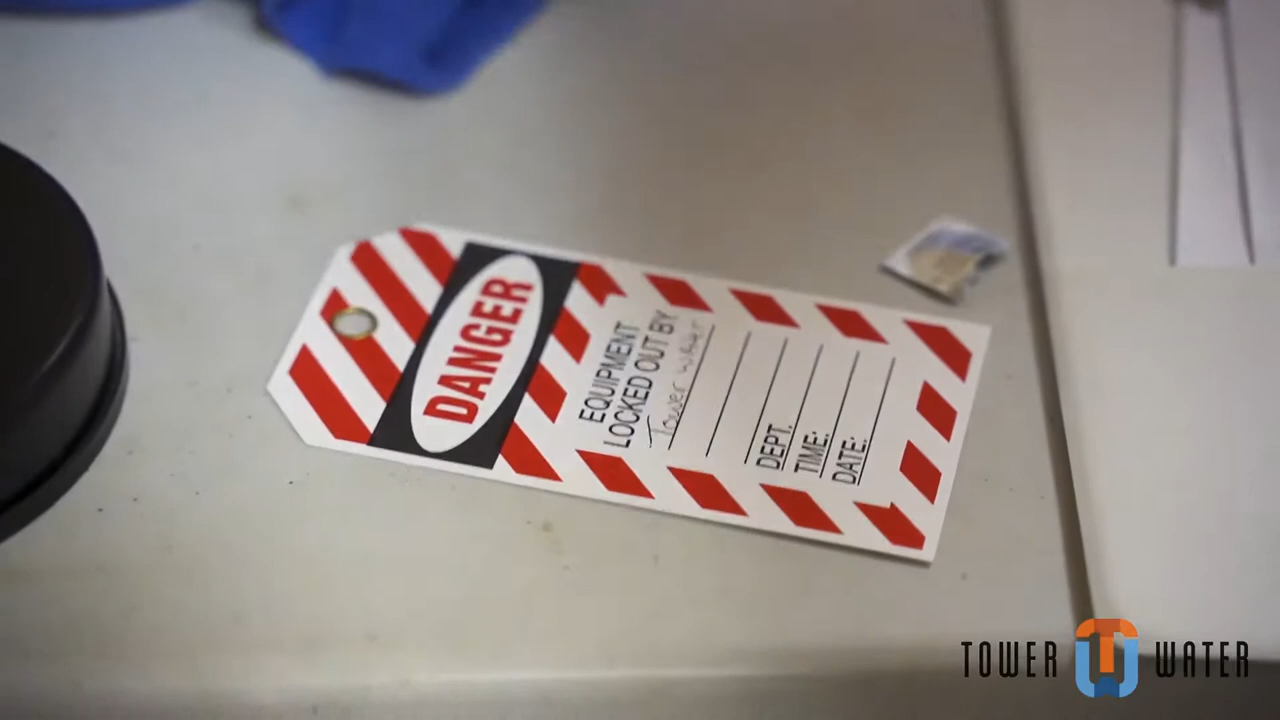 DANGER
EQUIPMENT
LOCKED OUT BY
Tower water
DEPT.
TIME:
DATE:
TOWER WATER